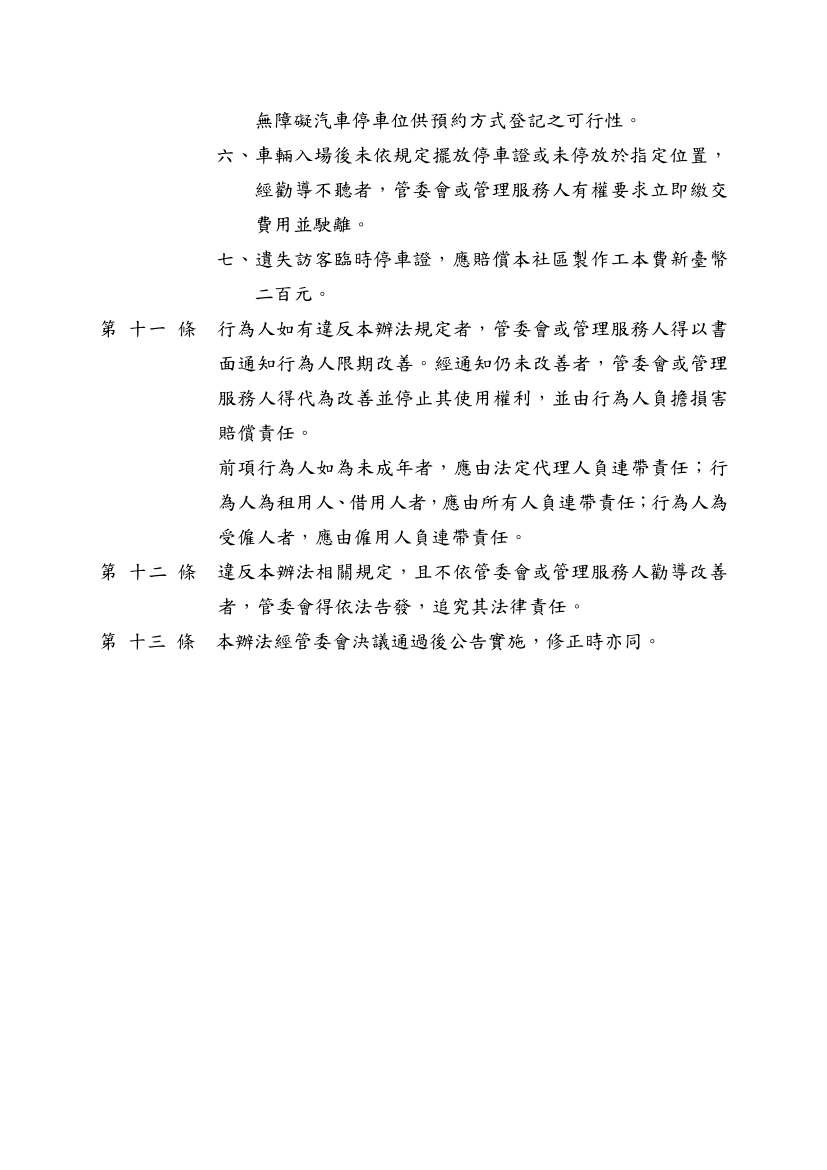 無障礙汽車停車位供預約方式登記之可行性。
六、車輛入場後未依規定擺放停車證或未停放於指定位置，
經勸導不聽者，管委會或管理服務人有權要求立即繳交
費用並駛離。
七、遺失訪客臨時停車證，應賠償本社區製作工本費新臺幣
二百元。
第 十一 條 行為人如有違反本辦法規定者，管委會或管理服務人得以書
面通知行為人限期改善。經通知仍未改善者，管委會或管理
服務人得代為改善並停止其使用權利，並由行為人負擔損害
賠償責任。
前項行為人如為未成年者，應由法定代理人負連帶責任；行
為人為租用人、借用人者，應由所有人負連帶責任；行為人為
受僱人者，應由僱用人負連帶責任。
第 十二 條 違反本辦法相關規定，且不依管委會或管理服務人勸導改善
者，管委會得依法告發，追究其法律責任。
第 十三 條 本辦法經管委會決議通過後公告實施，修正時亦同。